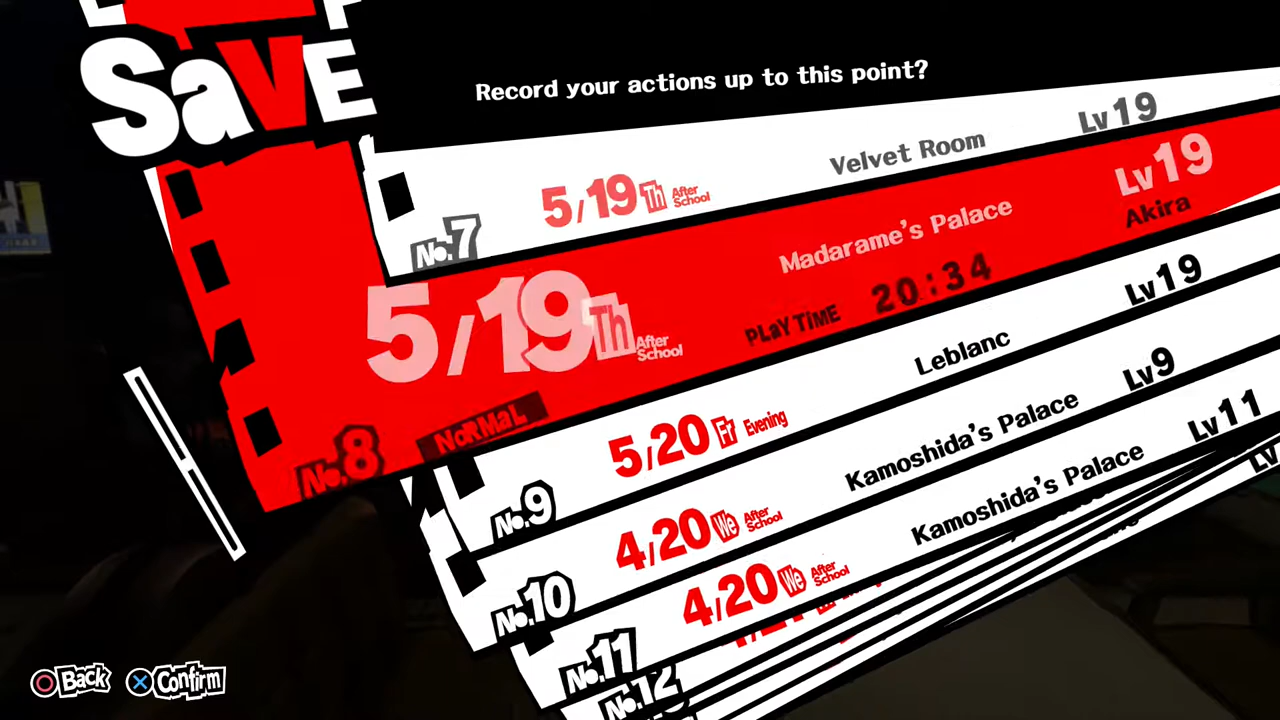 SaVE
Record your actions up to this point?
No.7 5/19 Th After School Velvet Room Lv19
No.8 5/19 Th After School Madarame's Palace Lv19
NoRMaL PLaY TiME 20:34 Akira
No.9 5/20 Fr Evening Leblanc Lv19
No.10 4/20 We After School Kamoshida's Palace Lv9
No.11 4/20 We After School Kamoshida's Palace Lv11
No.12 Lv
Back Confirm